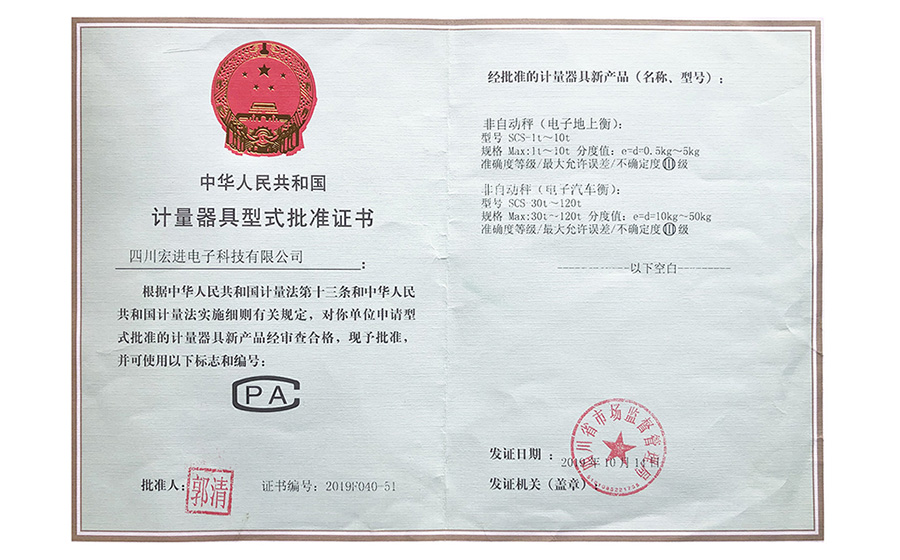 中华人民共和国
计量器具型式批准证书
四川宏进电子科技有限公司：
根据中华人民共和国计量法第十三条和中华人民
共和国计量法实施细则有关规定，对你单位申请型
式批准的计量器具新产品经审查合格，现予批准，
并可使用以下标志和编号：
CPA
批准人：郭清
证书编号：2019F040-51
经批准的计量器具新产品（名称、型号）：
非自动秤（电子地上衡）：
型号 SCS-1t～10t
规格 Max:1t～10t 分度值：e=d=0.5kg～5kg
准确度等级/最大允许误差/不确定度Ⅲ级
非自动秤（电子汽车衡）：
型号 SCS-30t～120t
规格 Max:30t～120t 分度值：e=d=10kg～50kg
准确度等级/最大允许误差/不确定度Ⅲ级
以下空白
四川省市场监督管理局
发证日期：2019年10月14日
发证机关（盖章）：